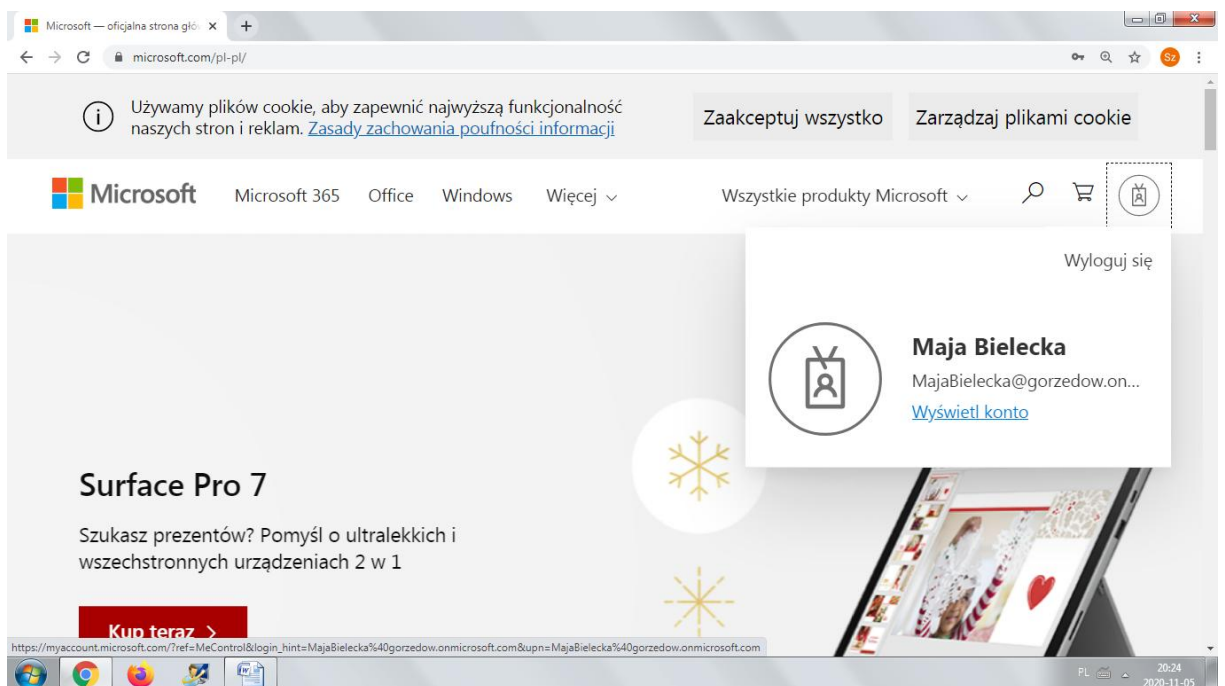 Microsoft — oficjalna strona głó
microsoft.com/pl-pl/
Sz
Używamy plików cookie, aby zapewnić najwyższą funkcjonalność
naszych stron i reklam. Zasady zachowania poufności informacji
Zaakceptuj wszystko
Zarządzaj plikami cookie
Microsoft
Microsoft 365
Office
Windows
Więcej
Wszystkie produkty Microsoft
Wyloguj się
Maja Bielecka
MajaBielecka@gorzedow.on...
Wyświetl konto
Surface Pro 7
Szukasz prezentów? Pomyśl o ultralekkich i
wszechstronnych urządzeniach 2 w 1
Kup teraz
https://myaccount.microsoft.com/?ref=MeControl&login_hint=MajaBielecka%40gorzedow.onmicrosoft.com&upn=MajaBielecka%40gorzedow.onmicrosoft.com
PL
20:24
2020-11-05